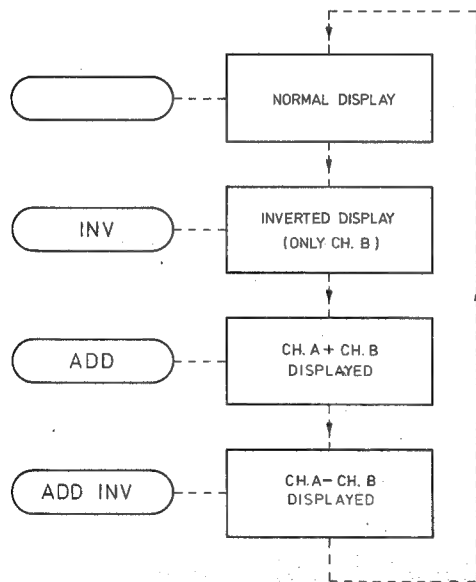 NORMAL DISPLAY
INV
INVERTED DISPLAY
(ONLY CH. B)
ADD
CH. A + CH. B
DISPLAYED
ADD INV
CH.A – CH. B
DISPLAYED